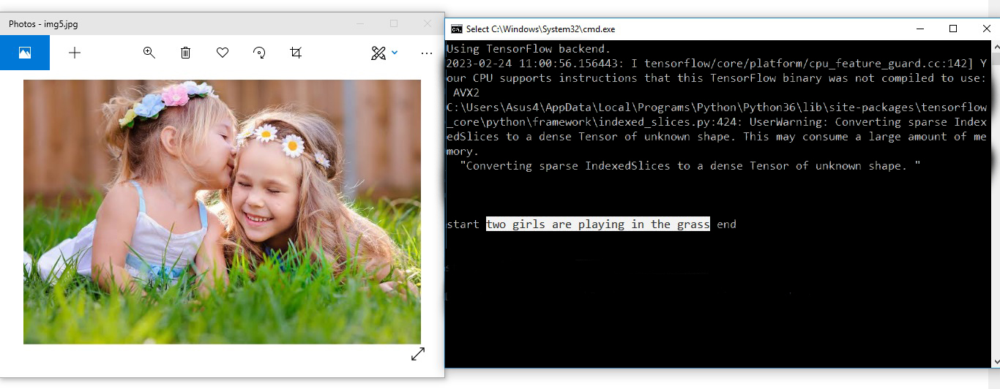 Photos - img5.jpg
Select C:\Windows\System32\cmd.exe
Using TensorFlow backend.
2023-02-24 11:00:56.156443: I tensorflow/core/platform/cpu_feature_guard.cc:142] Y
our CPU supports instructions that this TensorFlow binary was not compiled to use:
 AVX2
C:\Users\Asus4\AppData\Local\Programs\Python\Python36\lib\site-packages\tensorflow
_core\python\framework\indexed_slices.py:424: UserWarning: Converting sparse Index
edSlices to a dense Tensor of unknown shape. This may consume a large amount of me
mory.
  "Converting sparse IndexedSlices to a dense Tensor of unknown shape. "
start two girls are playing in the grass end